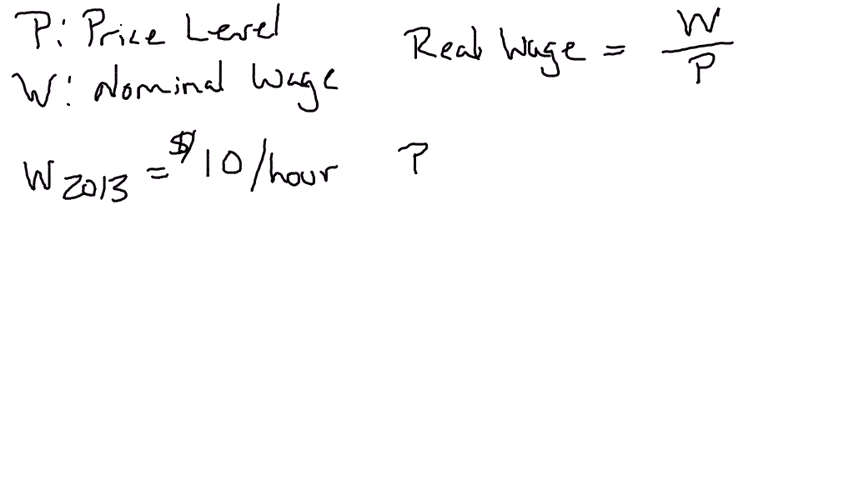 P: Price Level
W: Nominal Wage
Real Wage = W/P
W2013 = $10/hour P